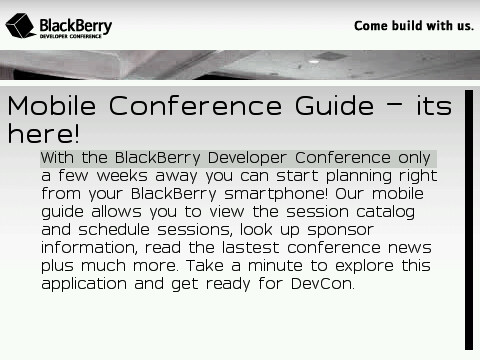 BlackBerry
DEVELOPER CONFERENCE
Come build with us.
Mobile Conference Guide - its
here!
With the BlackBerry Developer Conference only
a few weeks away you can start planning right
from your BlackBerry smartphone! Our mobile
guide allows you to view the session catalog
and schedule sessions, look up sponsor
information, read the lastest conference news
plus much more. Take a minute to explore this
application and get ready for DevCon.